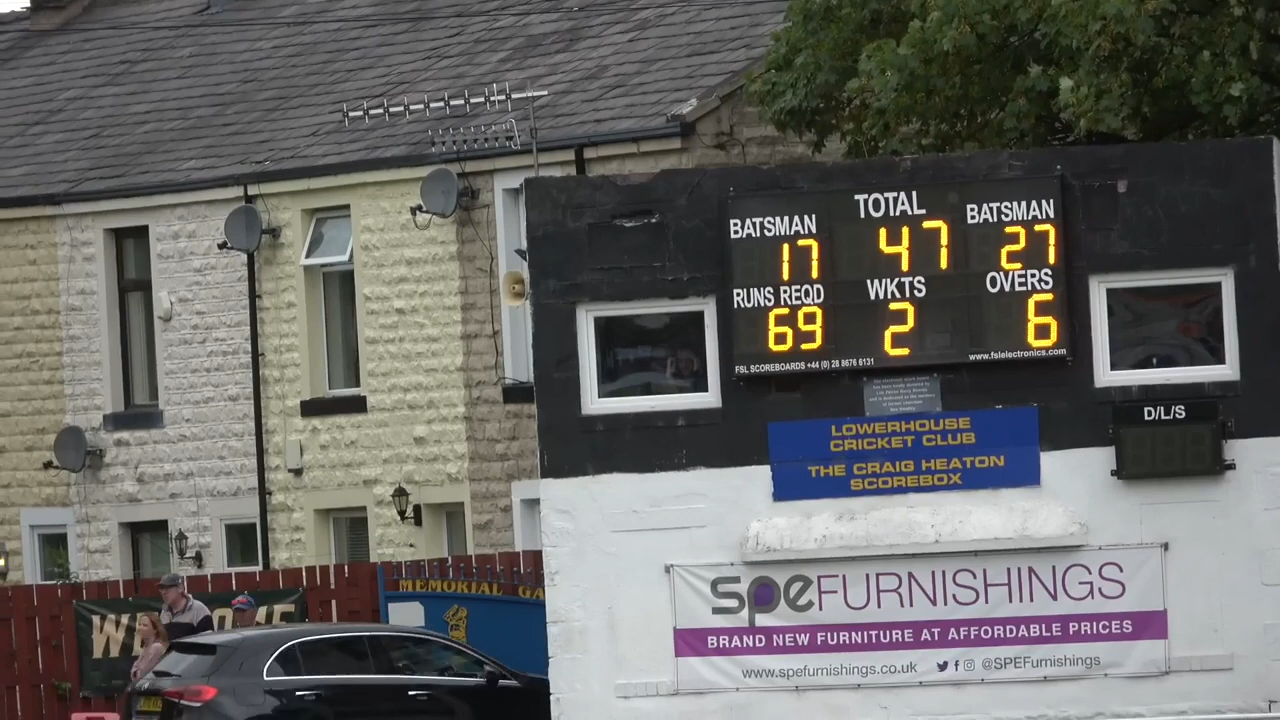 BATSMAN TOTAL BATSMAN
17 47 27
RUNS REQD WKTS OVERS
69 2 6
FSL SCOREBOARDS +44 (0) 28 8676 6131 www.fslelectronics.com
LOWERHOUSE
CRICKET CLUB
THE CRAIG HEATON
SCOREBOX
D/L/S
MEMORIAL GA
speFURNISHINGS
BRAND NEW FURNITURE AT AFFORDABLE PRICES
www.spefurnishings.co.uk @SPEFurnishings